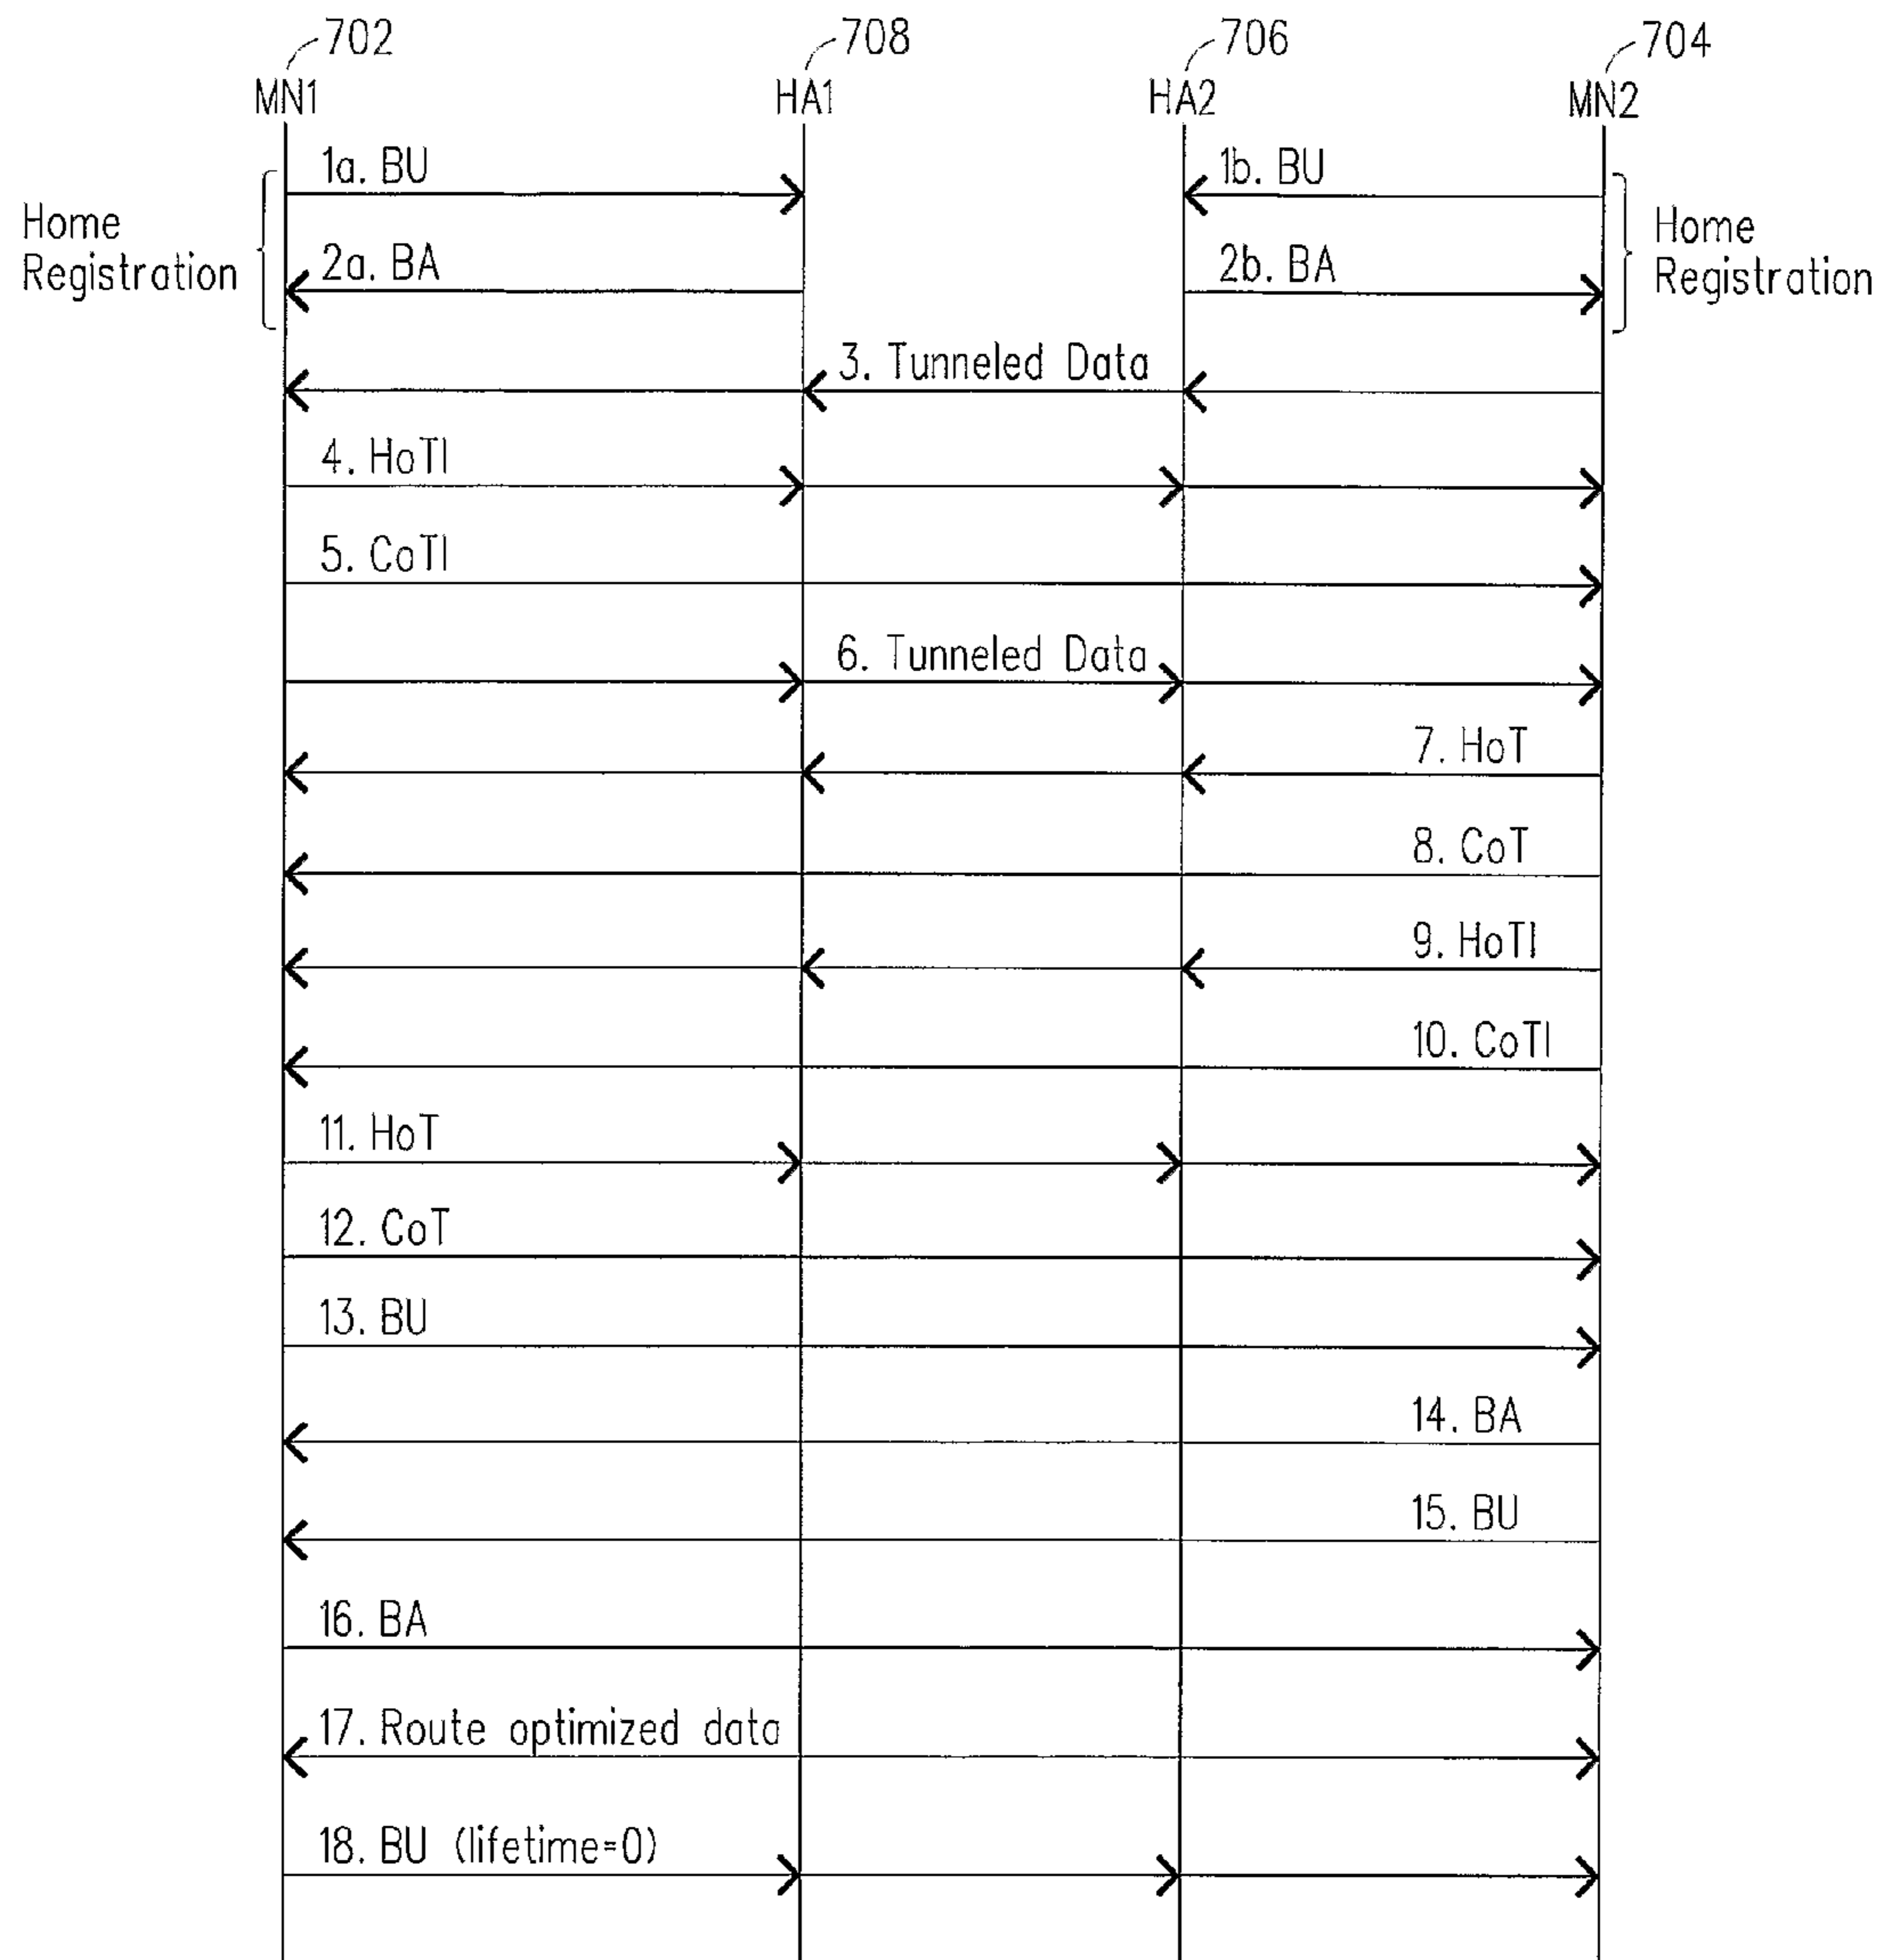 702
708
706
704
MN1
HA1
HA2
MN2
1a. BU
1b. BU
Home
Registration
Home
Registration
2a. BA
2b. BA
3. Tunneled Data
4. HoTI
5. CoTI
6. Tunneled Data
7. HoT
8. CoT
9. HoTI
10. CoTI
11. HoT
12. CoT
13. BU
14. BA
15. BU
16. BA
17. Route optimized data
18. BU (lifetime=0)